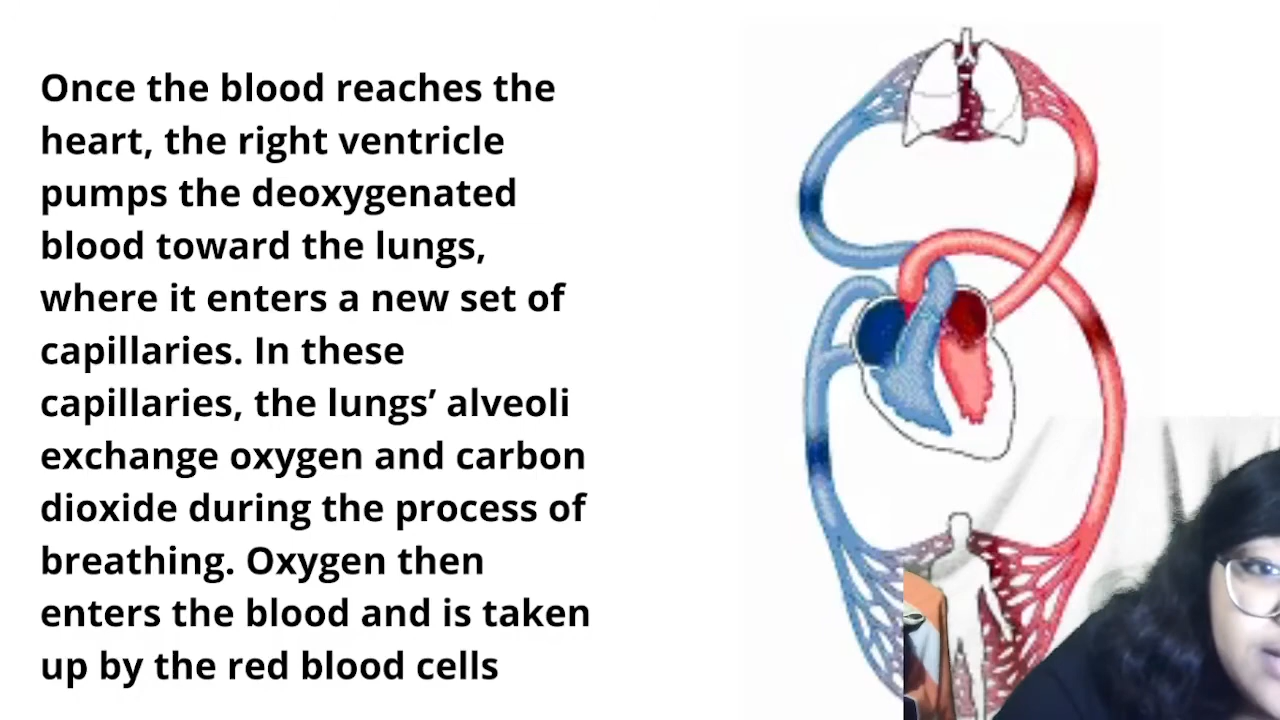 Once the blood reaches the
heart, the right ventricle
pumps the deoxygenated
blood toward the lungs,
where it enters a new set of
capillaries. In these
capillaries, the lungs’ alveoli
exchange oxygen and carbon
dioxide during the process of
breathing. Oxygen then
enters the blood and is taken
up by the red blood cells